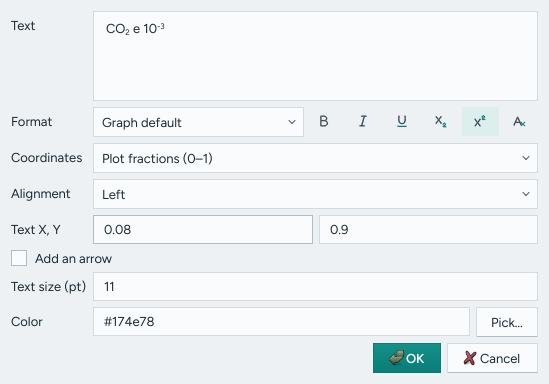 Text
CO₂ e 10⁻³
Format
Graph default
B I U X₂ X² A×
Coordinates
Plot fractions (0–1)
Alignment
Left
Text X, Y
0.08
0.9
Add an arrow
Text size (pt)
11
Color
#174e78
Pick...
OK
Cancel